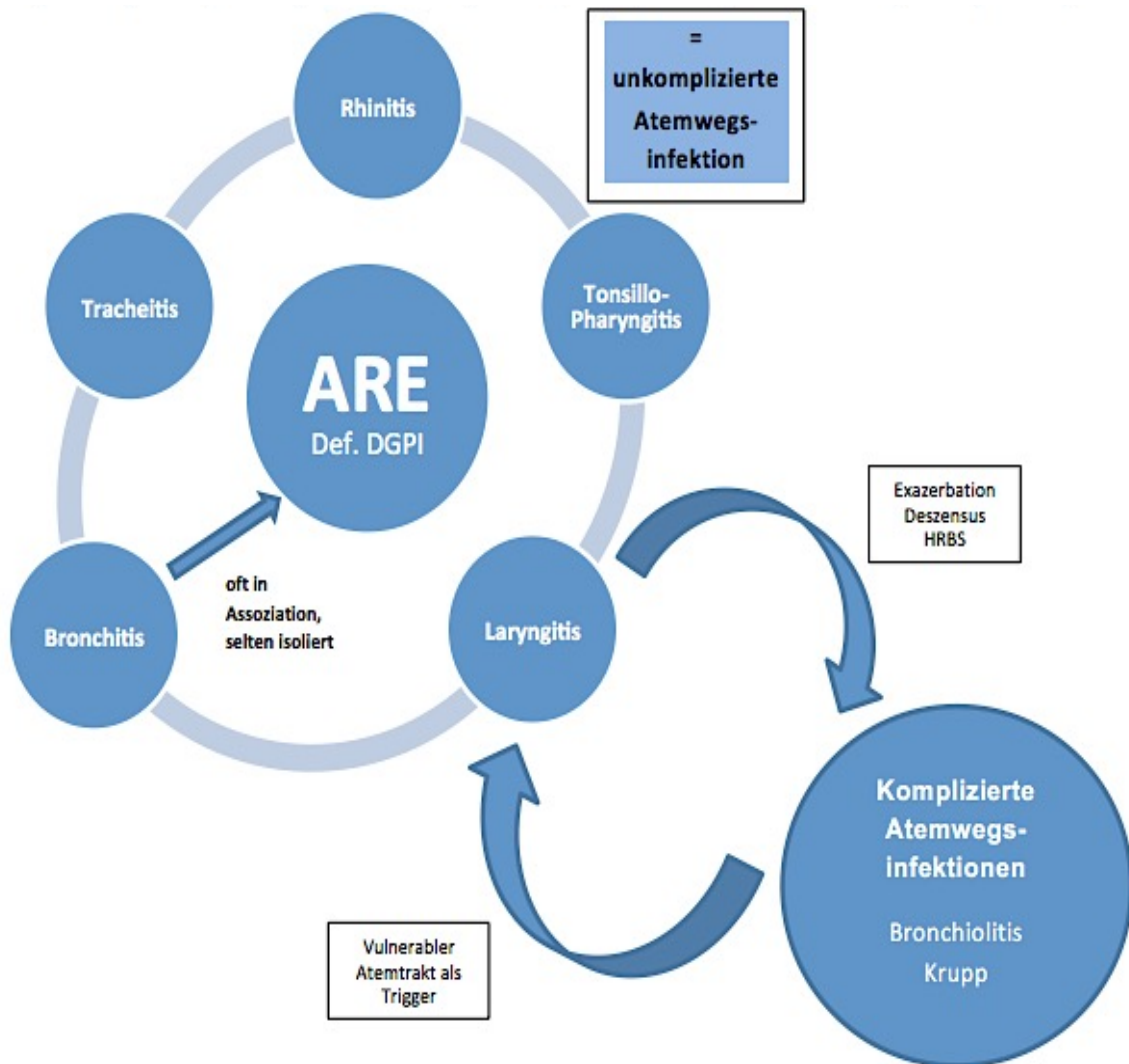 Rhinitis
=
unkomplizierte
Atemwegs-
infektion
Tracheitis
Tonsillo-
Pharyngitis
ARE
Def. DGPI
Exazerbation
Deszensus
HRBS
oft in
Assoziation,
selten isoliert
Bronchitis
Laryngitis
Komplizierte
Atemwegs-
infektionen
Bronchiolitis
Krupp
Vulnerabler
Atemtrakt als
Trigger